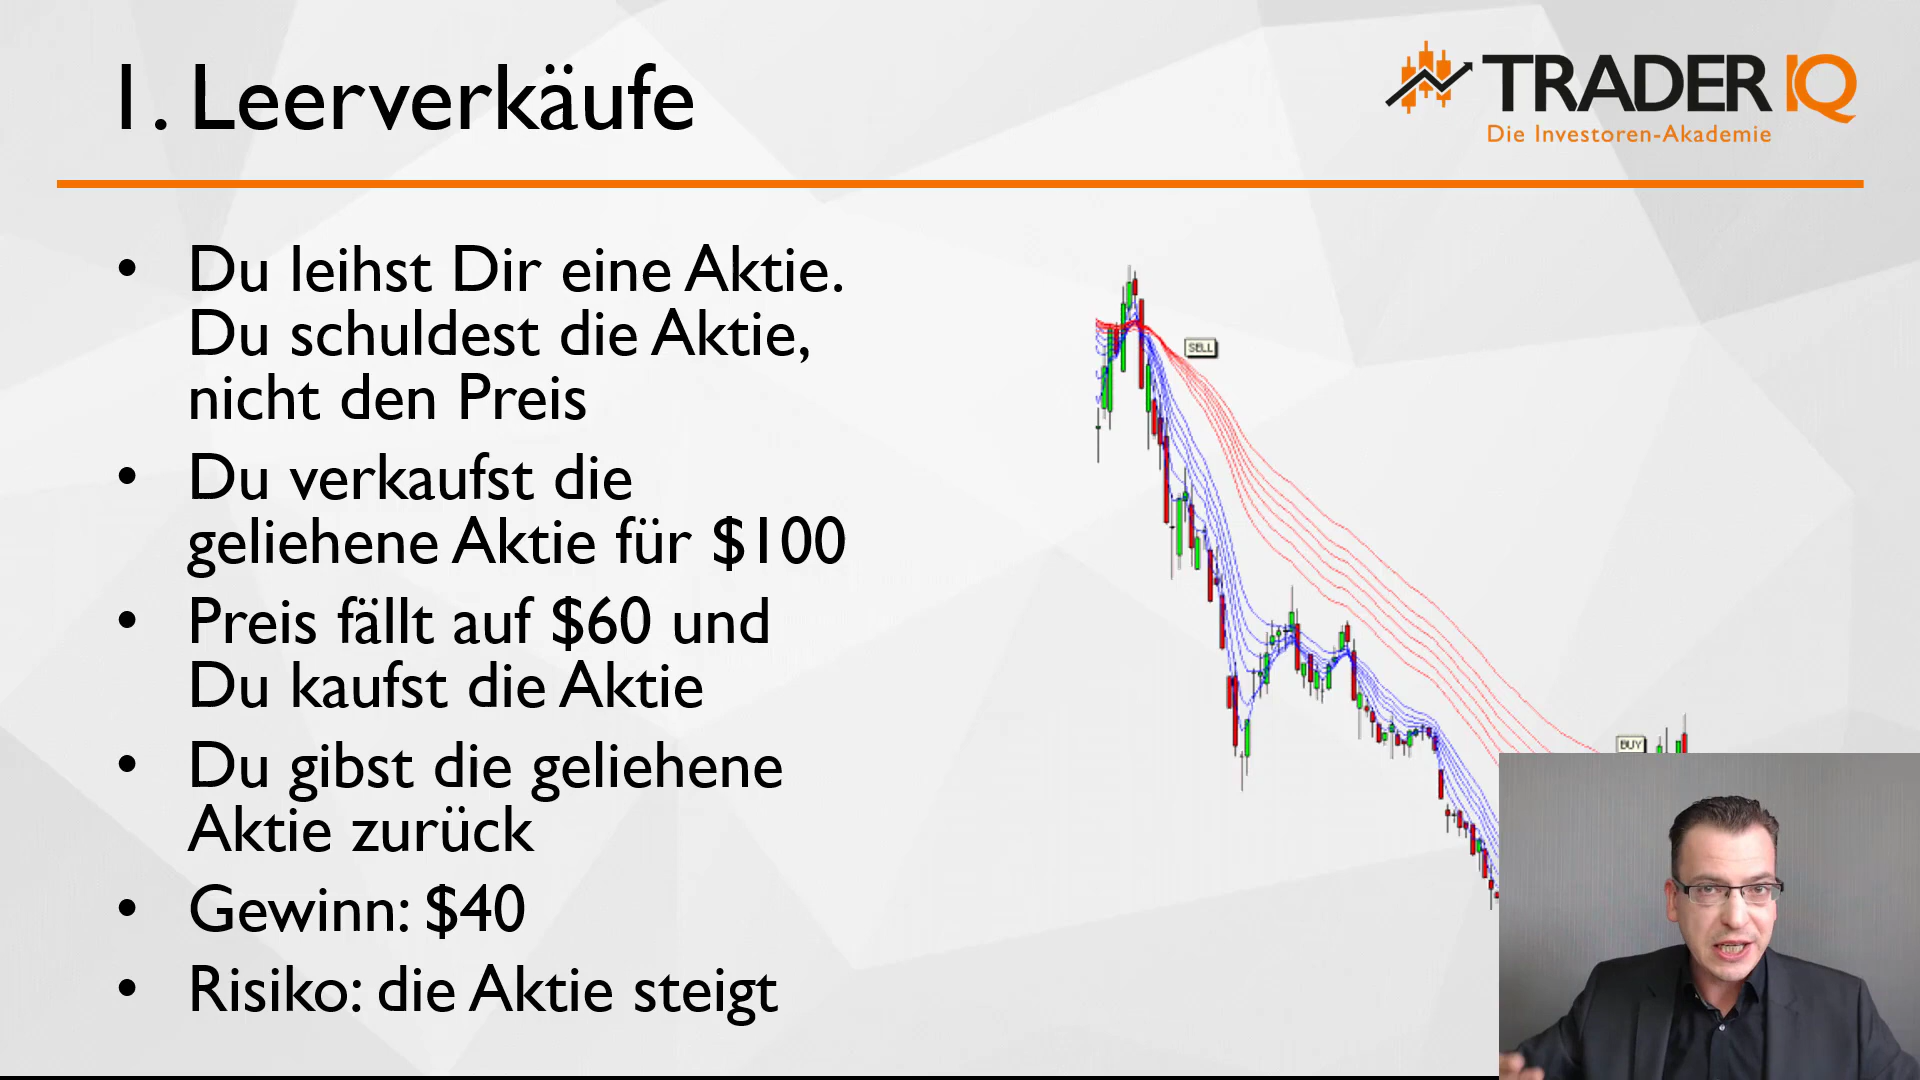 1. Leerverkäufe
TRADER IQ
Die Investoren-Akademie
• Du leihst Dir eine Aktie.
Du schuldest die Aktie,
nicht den Preis
• Du verkaufst die
geliehene Aktie für $100
• Preis fällt auf $60 und
Du kaufst die Aktie
• Du gibst die geliehene
Aktie zurück
• Gewinn: $40
• Risiko: die Aktie steigt
SELL
BUY